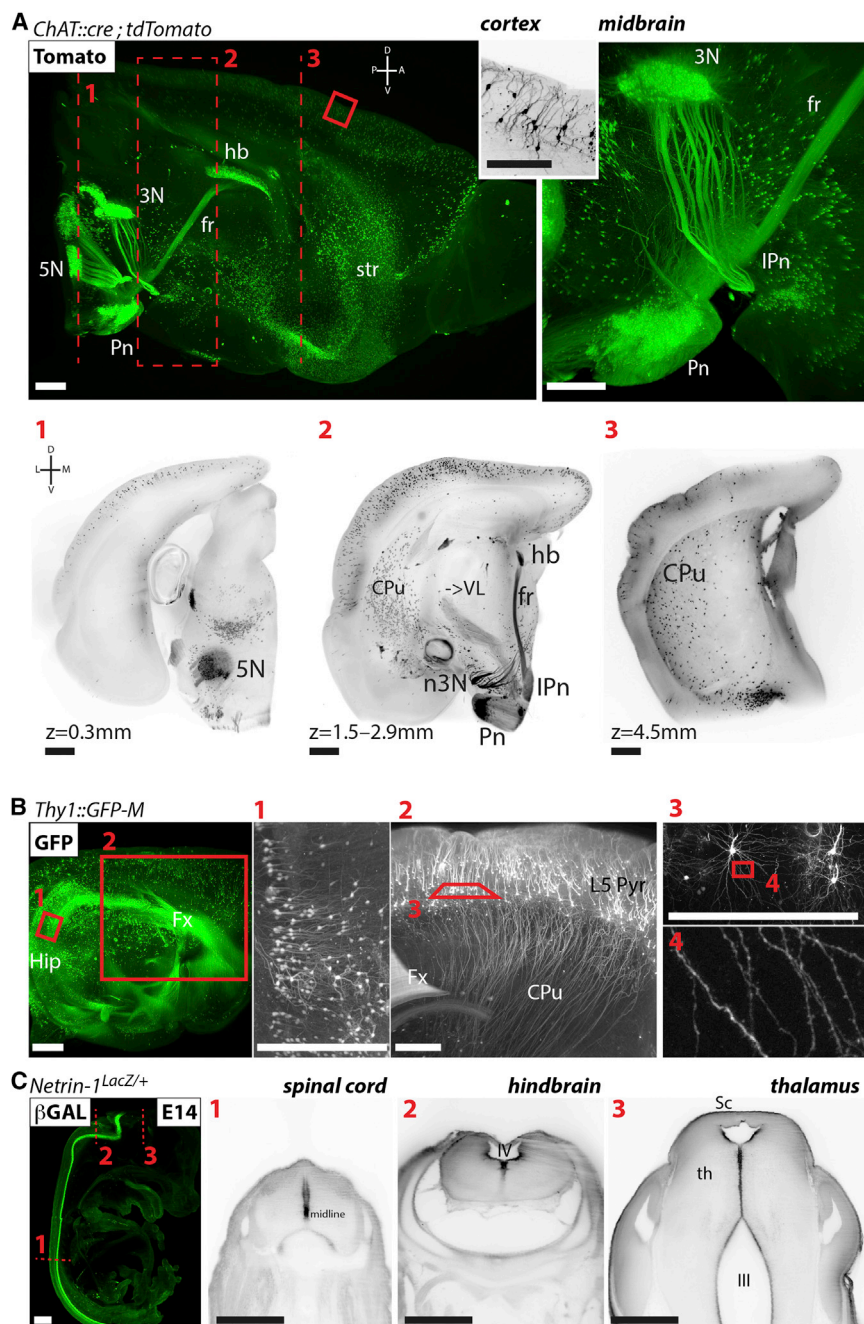 A ChAT::cre ; tdTomato
Tomato
1
2
3
D
P A
V
hb
3N
fr
5N
str
Pn
cortex
midbrain
3N
fr
IPn
Pn
1
D
L M
V
5N
z=0.3mm
2
CPu
->VL
hb
fr
n3N
IPn
Pn
z=1.5–2.9mm
3
CPu
z=4.5mm
B Thy1::GFP-M
GFP
2
1
Fx
Hip
1
2
L5 Pyr
3
Fx
CPu
3
4
4
C Netrin-1LacZ/+
βGAL
E14
2
3
1
spinal cord
1
midline
hindbrain
2
IV
thalamus
3
Sc
th
III